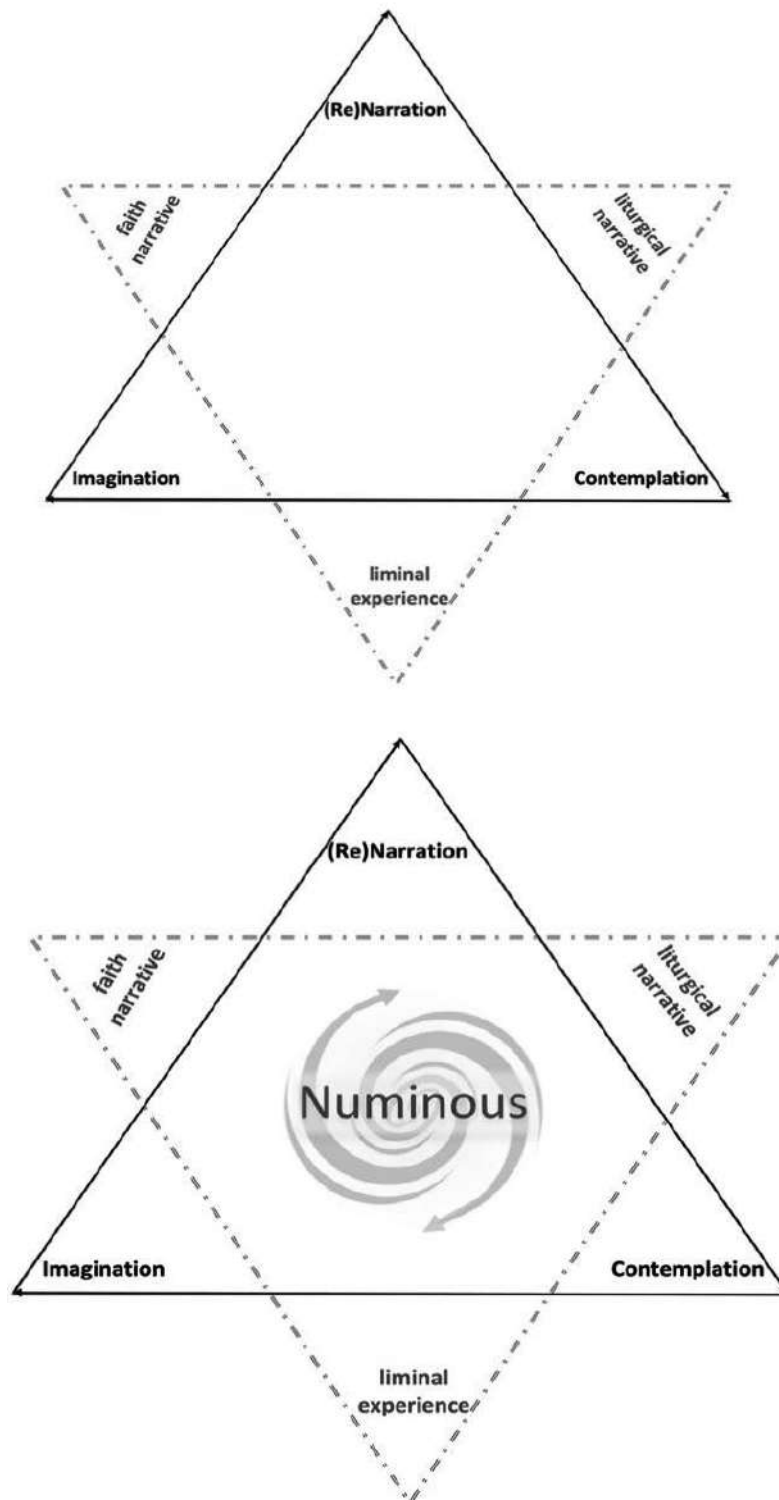 (Re)Narration
faith
narrative
liturgical
narrative
Imagination
Contemplation
liminal
experience
(Re)Narration
faith
narrative
liturgical
narrative
Numinous
Imagination
Contemplation
liminal
experience